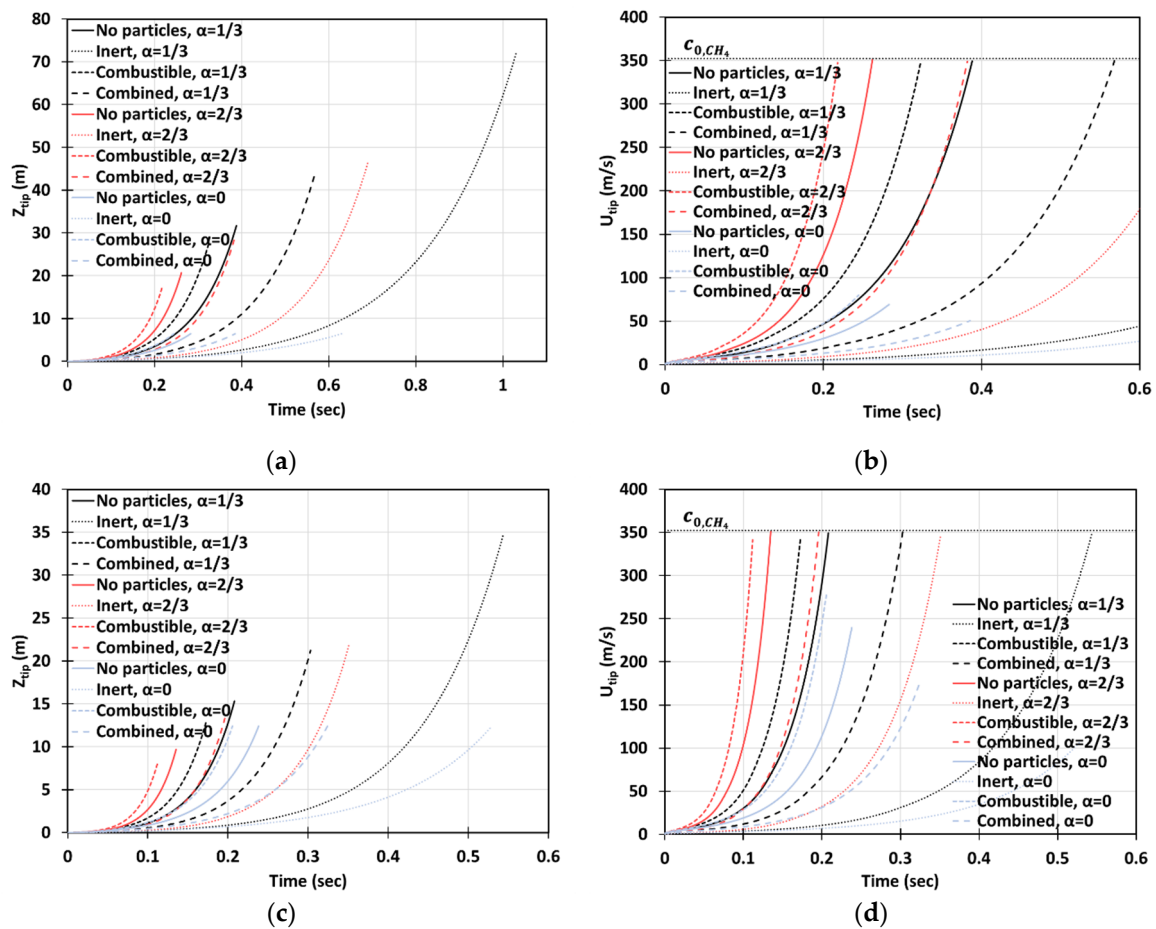 80
70
60
50
40
30
20
10
0
Z_tip (m)
No particles, α=1/3
Inert, α=1/3
Combustible, α=1/3
Combined, α=1/3
No particles, α=2/3
Inert, α=2/3
Combustible, α=2/3
Combined, α=2/3
No particles, α=0
Inert, α=0
Combustible, α=0
Combined, α=0
0 0.2 0.4 0.6 0.8 1
Time (sec)
(a)
400
350
300
250
200
150
100
50
0
U_tip (m/s)
c_0,CH_4
No particles, α=1/3
Inert, α=1/3
Combustible, α=1/3
Combined, α=1/3
No particles, α=2/3
Inert, α=2/3
Combustible, α=2/3
Combined, α=2/3
No particles, α=0
Inert, α=0
Combustible, α=0
Combined, α=0
0 0.2 0.4 0.6
Time (sec)
(b)
40
35
30
25
20
15
10
5
0
Z_tip (m)
No particles, α=1/3
Inert, α=1/3
Combustible, α=1/3
Combined, α=1/3
No particles, α=2/3
Inert, α=2/3
Combustible, α=2/3
Combined, α=2/3
No particles, α=0
Inert, α=0
Combustible, α=0
Combined, α=0
0 0.1 0.2 0.3 0.4 0.5 0.6
Time (sec)
(c)
400
350
300
250
200
150
100
50
0
U_tip (m/s)
c_0,CH_4
No particles, α=1/3
Inert, α=1/3
Combustible, α=1/3
Combined, α=1/3
No particles, α=2/3
Inert, α=2/3
Combustible, α=2/3
Combined, α=2/3
No particles, α=0
Inert, α=0
Combustible, α=0
Combined, α=0
0 0.1 0.2 0.3 0.4 0.5 0.6
Time (sec)
(d)